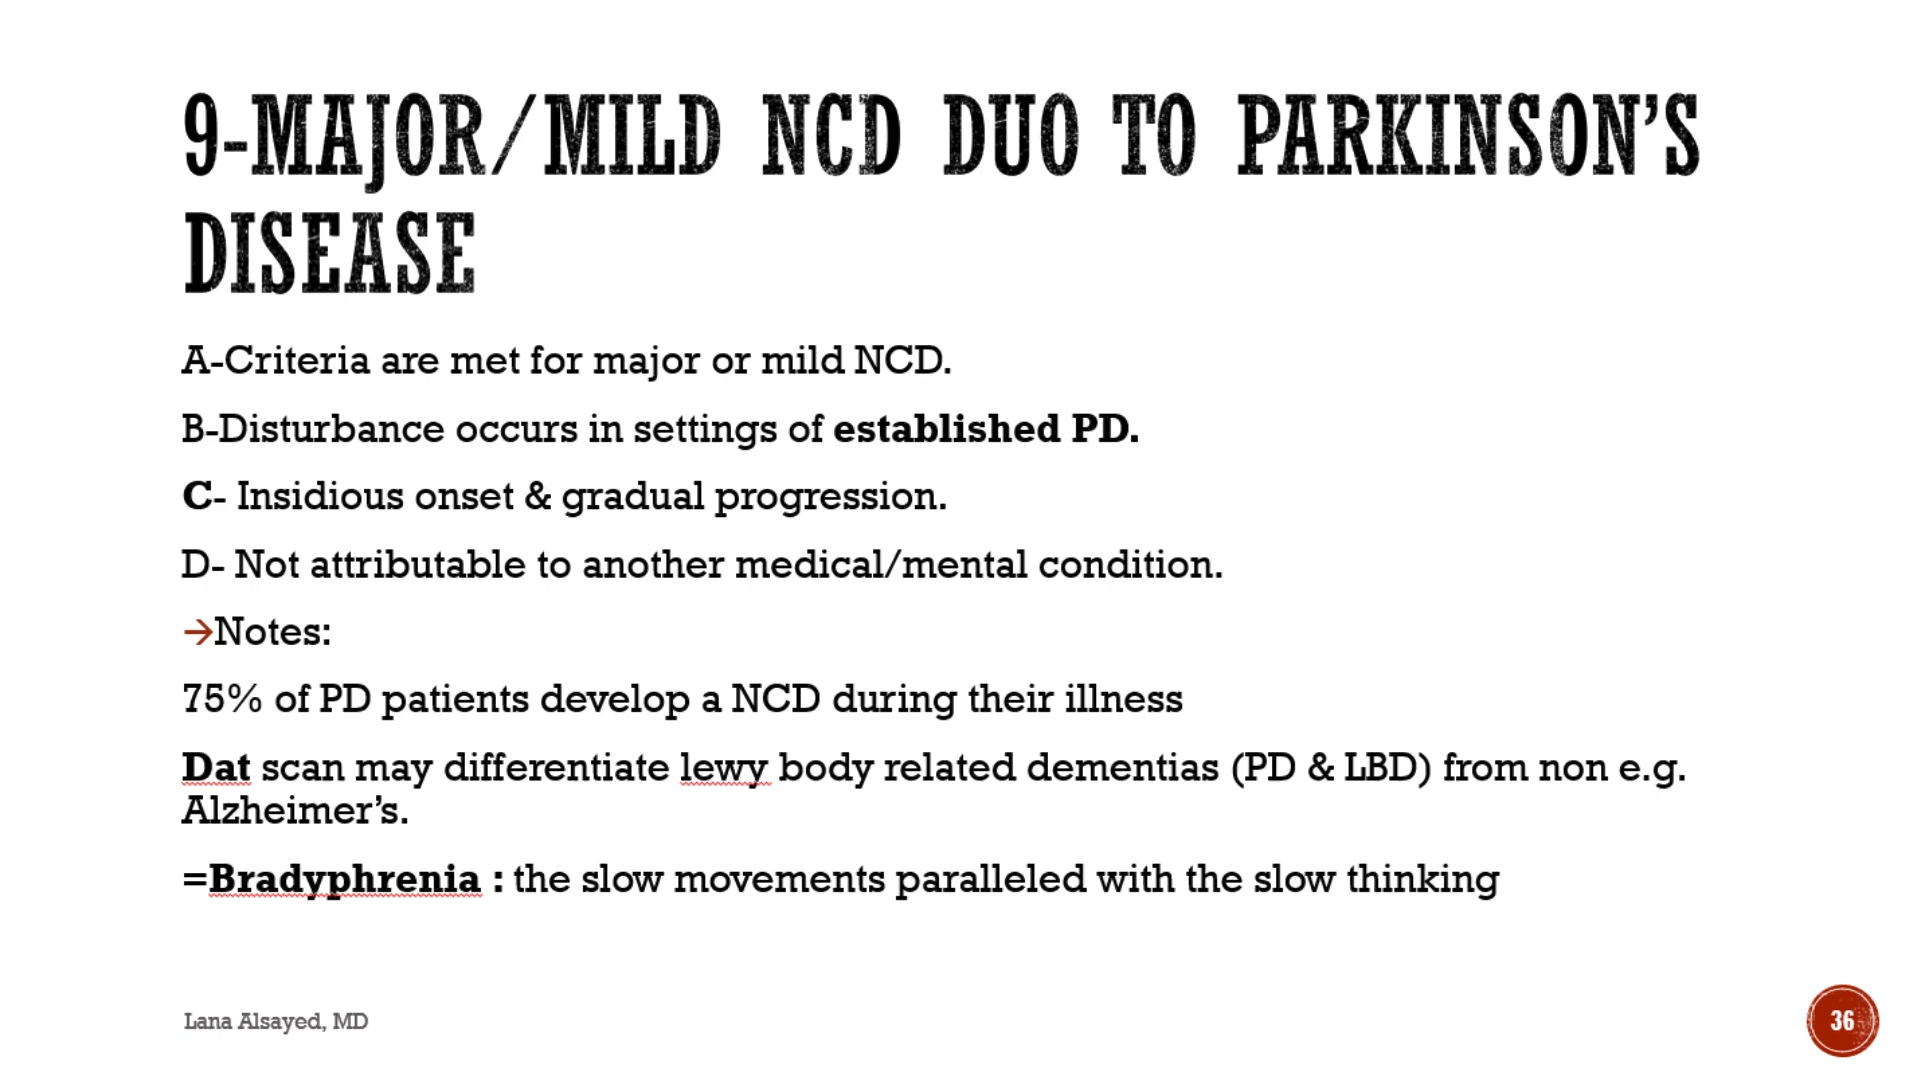 9-MAJOR/MILD NCD DUO TO PARKINSON'S
DISEASE
A-Criteria are met for major or mild NCD.
B-Disturbance occurs in settings of established PD.
C- Insidious onset & gradual progression.
D- Not attributable to another medical/mental condition.
→Notes:
75% of PD patients develop a NCD during their illness
Dat scan may differentiate lewy body related dementias (PD & LBD) from non e.g.
Alzheimer's.
=Bradyphrenia : the slow movements paralleled with the slow thinking
Lana Alsayed, MD
36